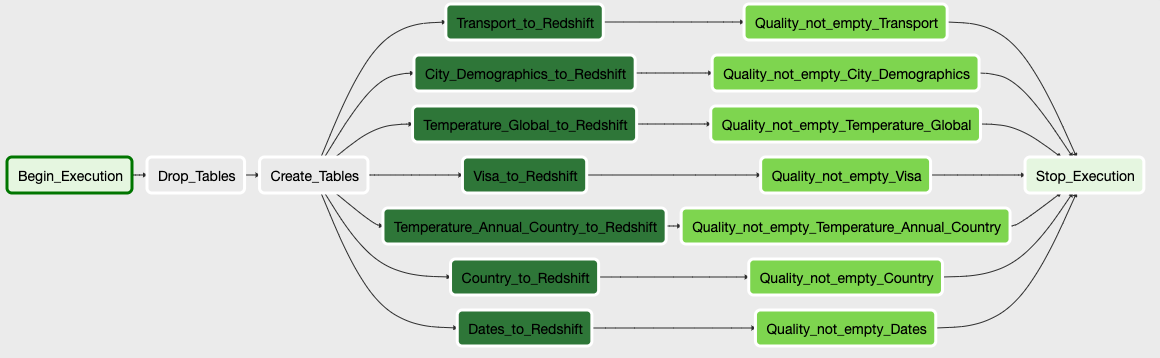 Transport_to_Redshift
Quality_not_empty_Transport
City_Demographics_to_Redshift
Quality_not_empty_City_Demographics
Temperature_Global_to_Redshift
Quality_not_empty_Temperature_Global
Begin_Execution
Drop_Tables
Create_Tables
Visa_to_Redshift
Quality_not_empty_Visa
Stop_Execution
Temperature_Annual_Country_to_Redshift
Quality_not_empty_Temperature_Annual_Country
Country_to_Redshift
Quality_not_empty_Country
Dates_to_Redshift
Quality_not_empty_Dates